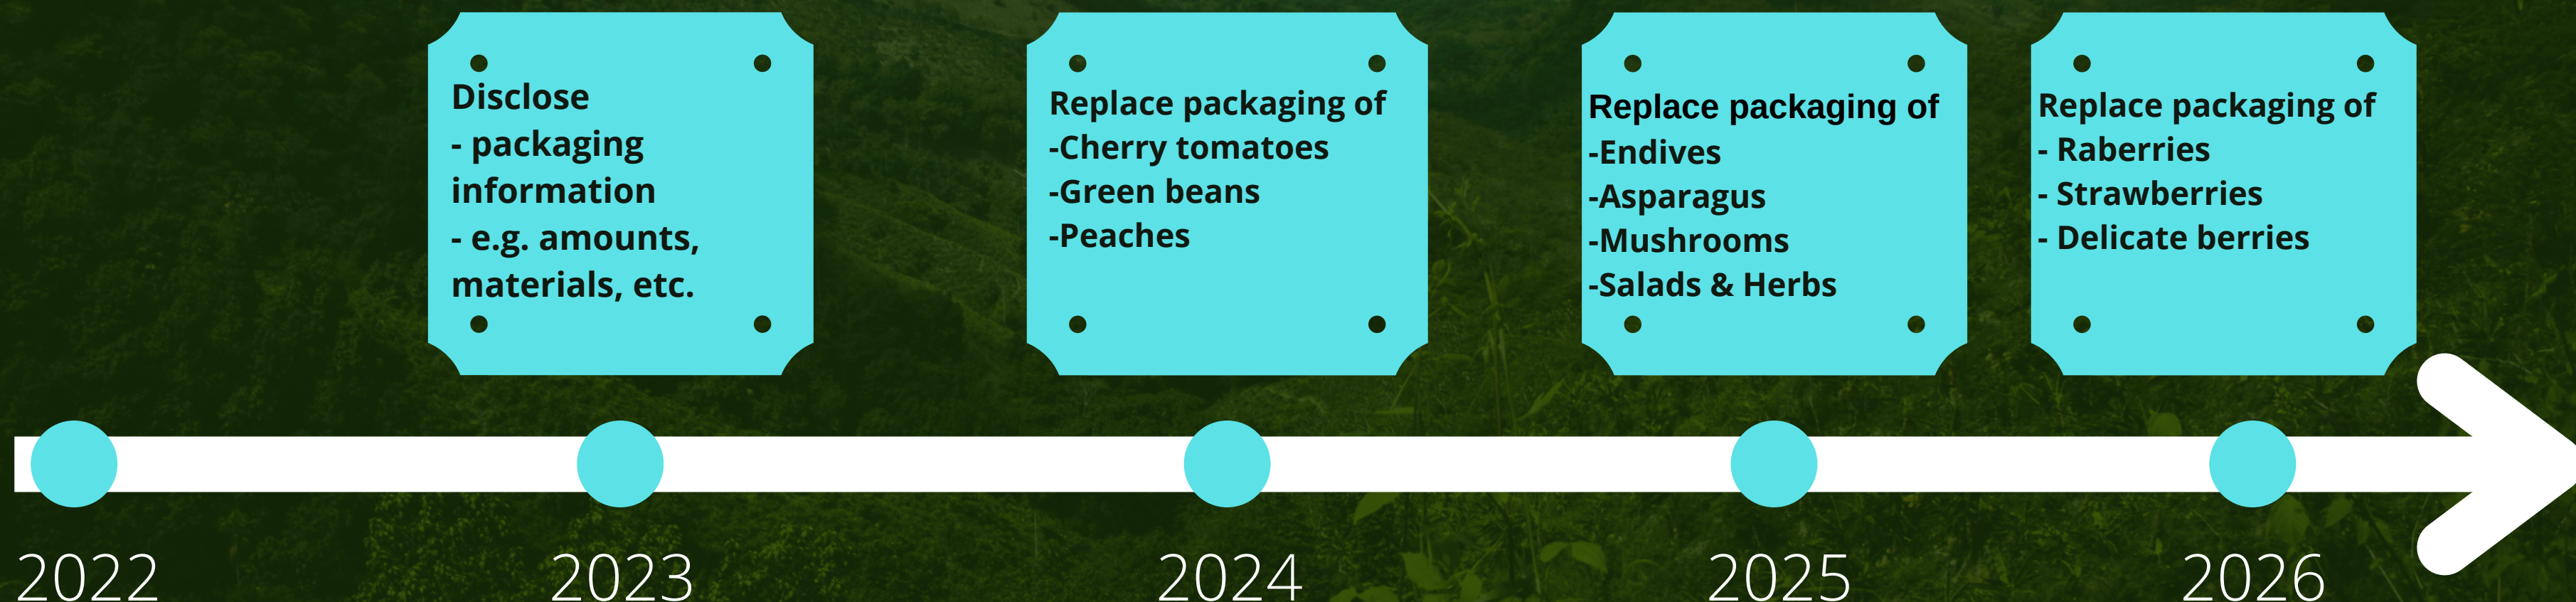 Disclose
- packaging
information
- e.g. amounts,
materials, etc.
Replace packaging of
-Cherry tomatoes
-Green beans
-Peaches
Replace packaging of
-Endives
-Asparagus
-Mushrooms
-Salads & Herbs
Replace packaging of
- Raberries
- Strawberries
- Delicate berries
2022
2023
2024
2025
2026